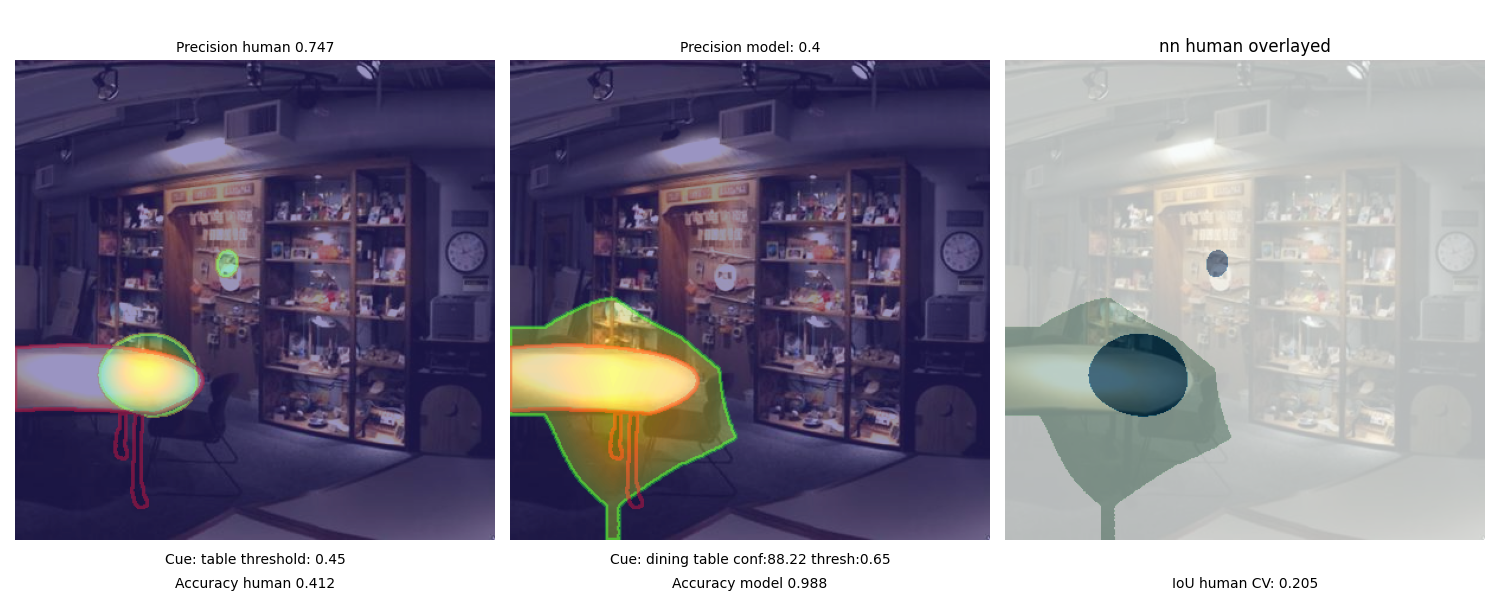 Precision human 0.747
Precision model: 0.4
nn human overlayed
Cue: table threshold: 0.45
Cue: dining table conf:88.22 thresh:0.65
Accuracy human 0.412
Accuracy model 0.988
IoU human CV: 0.205